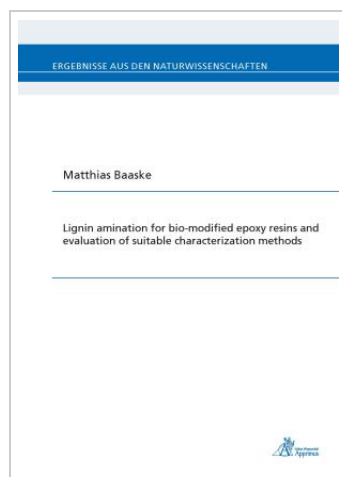 ERGEBNISSE AUS DEN NATURWISSENSCHAFTEN
Matthias Baaske
Lignin amination for bio-modified epoxy resins and
evaluation of suitable characterization methods
Apprimus